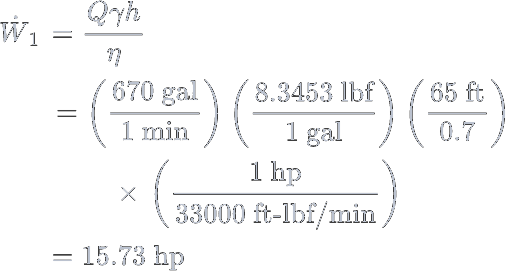 Ẇ₁ = Qγh / η
= (670 gal / 1 min) (8.3453 lbf / 1 gal) (65 ft / 0.7)
× (1 hp / 33000 ft-lbf/min)
= 15.73 hp